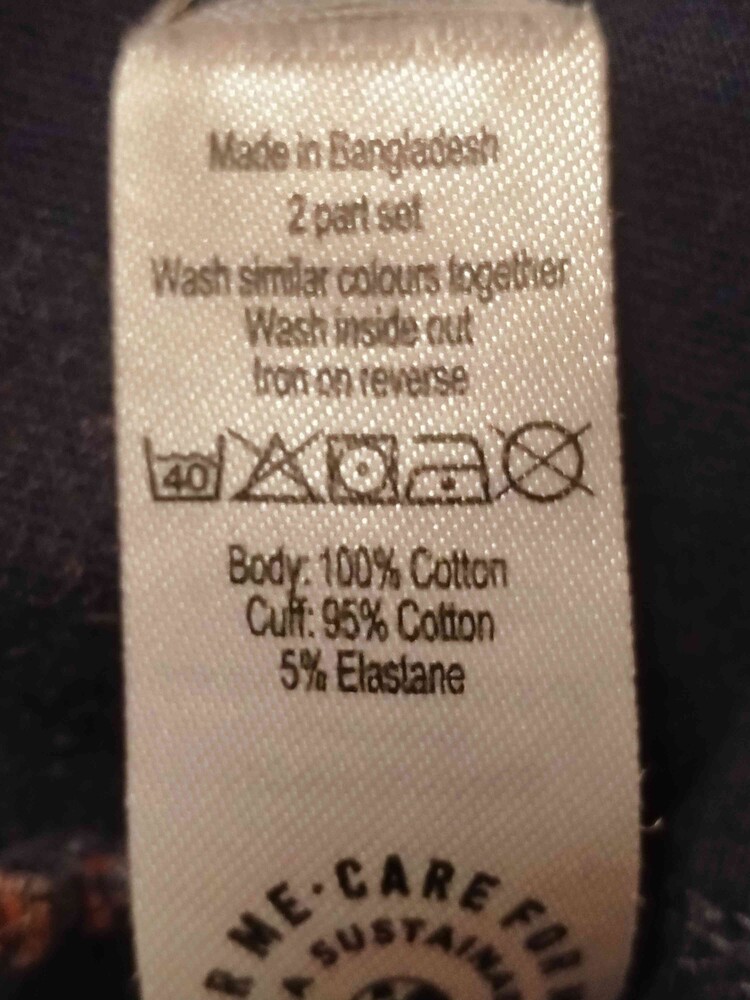 Made in Bangladesh
2 part set
Wash similar colours together
Wash inside out
Iron on reverse
40
Body: 100% Cotton
Cuff: 95% Cotton
5% Elastane
ME·CARE FOR
A SUSTAINA